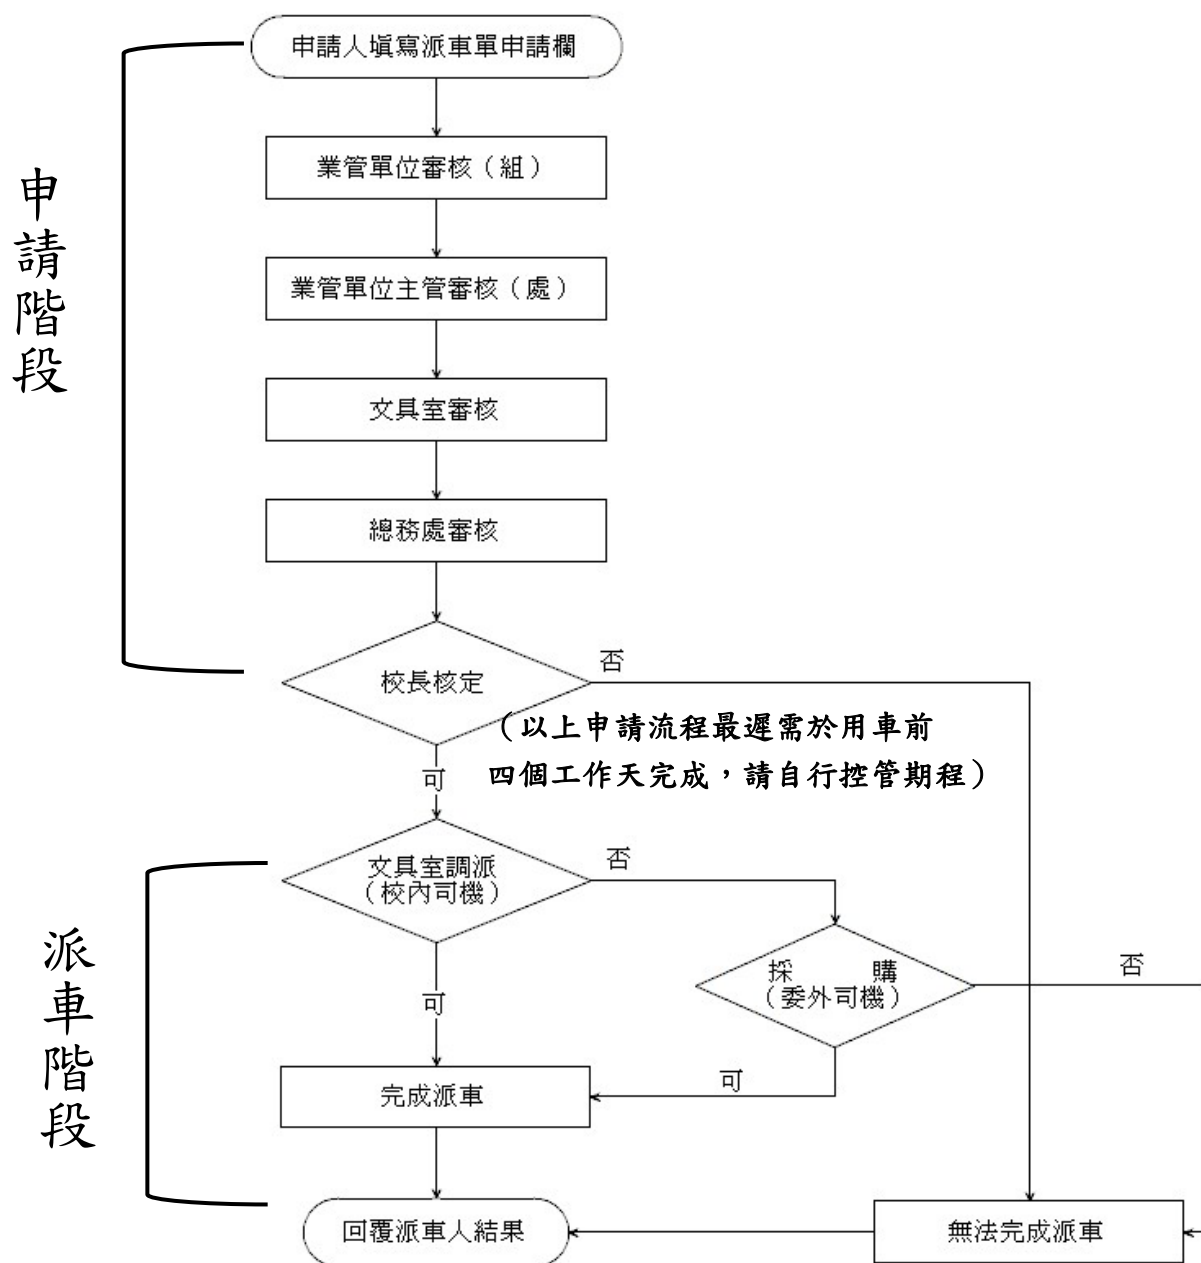 申請階段
申請人填寫派車單申請欄
業管單位審核（組）
業管單位主管審核（處）
文具室審核
總務處審核
校長核定
否
（以上申請流程最遲需於用車前
四個工作天完成，請自行控管期程）
可
派車階段
文具室調派
（校內司機）
否
採 購
（委外司機）
否
可
可
完成派車
回覆派車人結果
無法完成派車